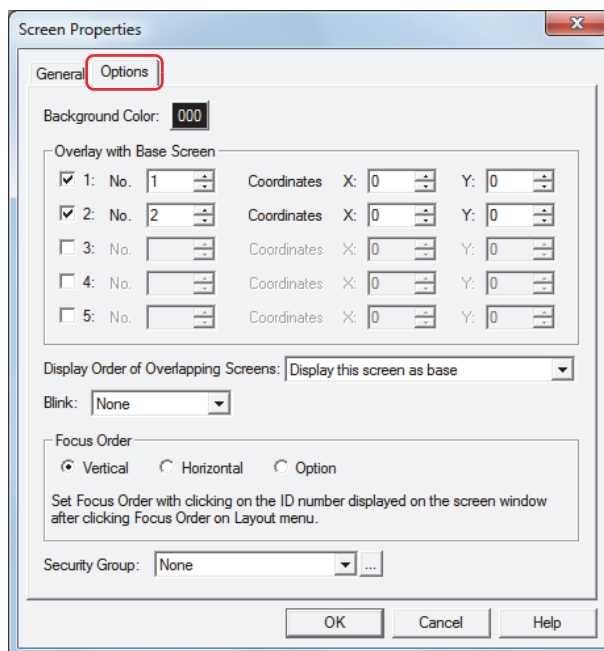 Screen Properties
General Options
Background Color: 000
Overlay with Base Screen
1: No. 1 Coordinates X: 0 Y: 0
2: No. 2 Coordinates X: 0 Y: 0
3: No. Coordinates X: 0 Y: 0
4: No. Coordinates X: 0 Y: 0
5: No. Coordinates X: 0 Y: 0
Display Order of Overlapping Screens: Display this screen as base
Blink: None
Focus Order
Vertical Horizontal Option
Set Focus Order with clicking on the ID number displayed on the screen window
after clicking Focus Order on Layout menu.
Security Group: None ...
OK Cancel Help